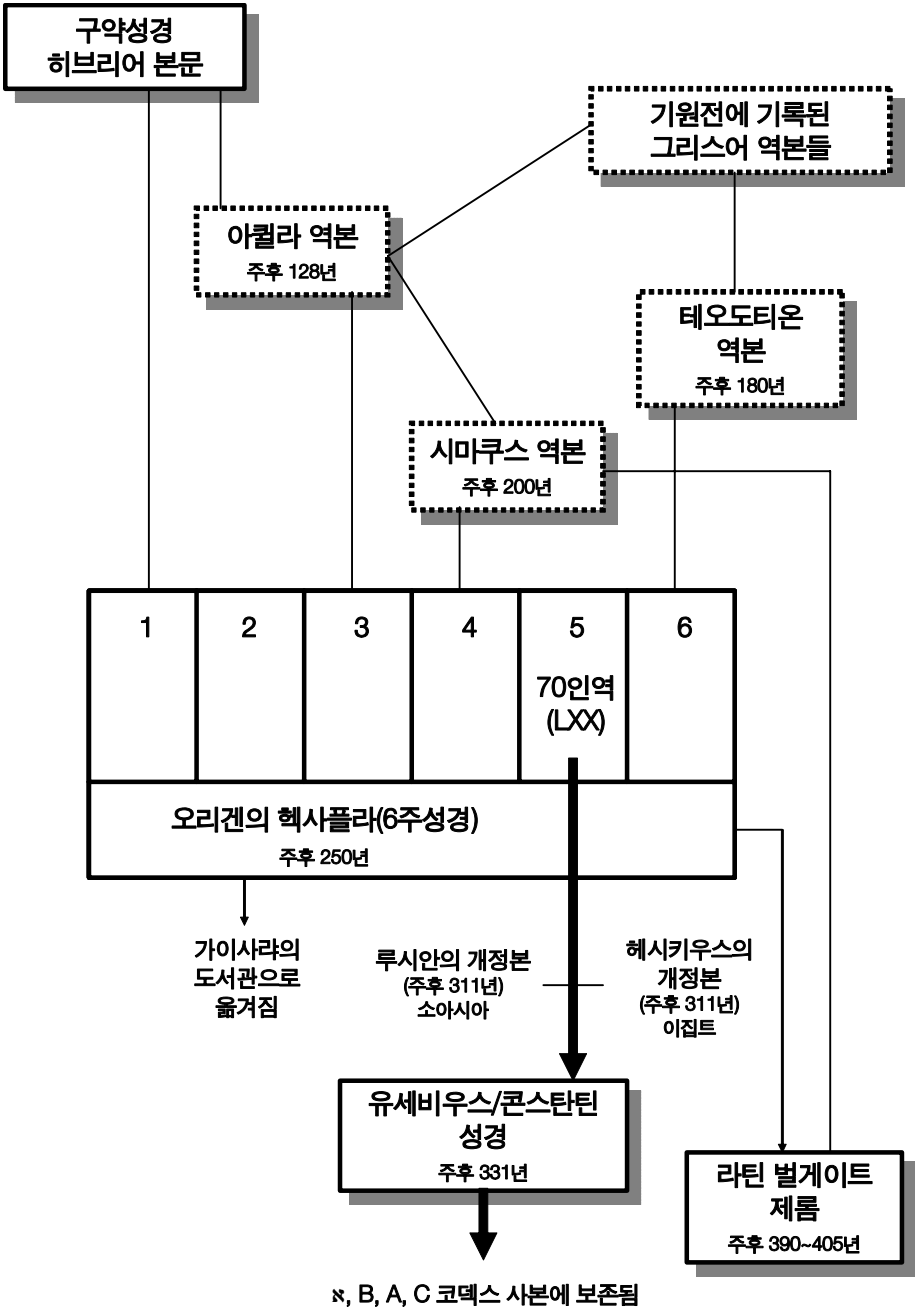 구약성경
히브리어 본문
기원전에 기록된
그리스어 역본들
아퀼라 역본
주후 128년
테오도티온
역본
주후 180년
시마쿠스 역본
주후 200년
1
2
3
4
5
6
70인역
(LXX)
오리겐의 헥사플라(6주성경)
주후 250년
가이사랴의
도서관으로
옮겨짐
루시안의 개정본
(주후 311년)
소아시아
헤시키우스의
개정본
(주후 311년)
이집트
유세비우스/콘스탄틴
성경
주후 331년
라틴 벌게이트
제롬
주후 390~405년
א, B, A, C 코덱스 사본에 보존됨